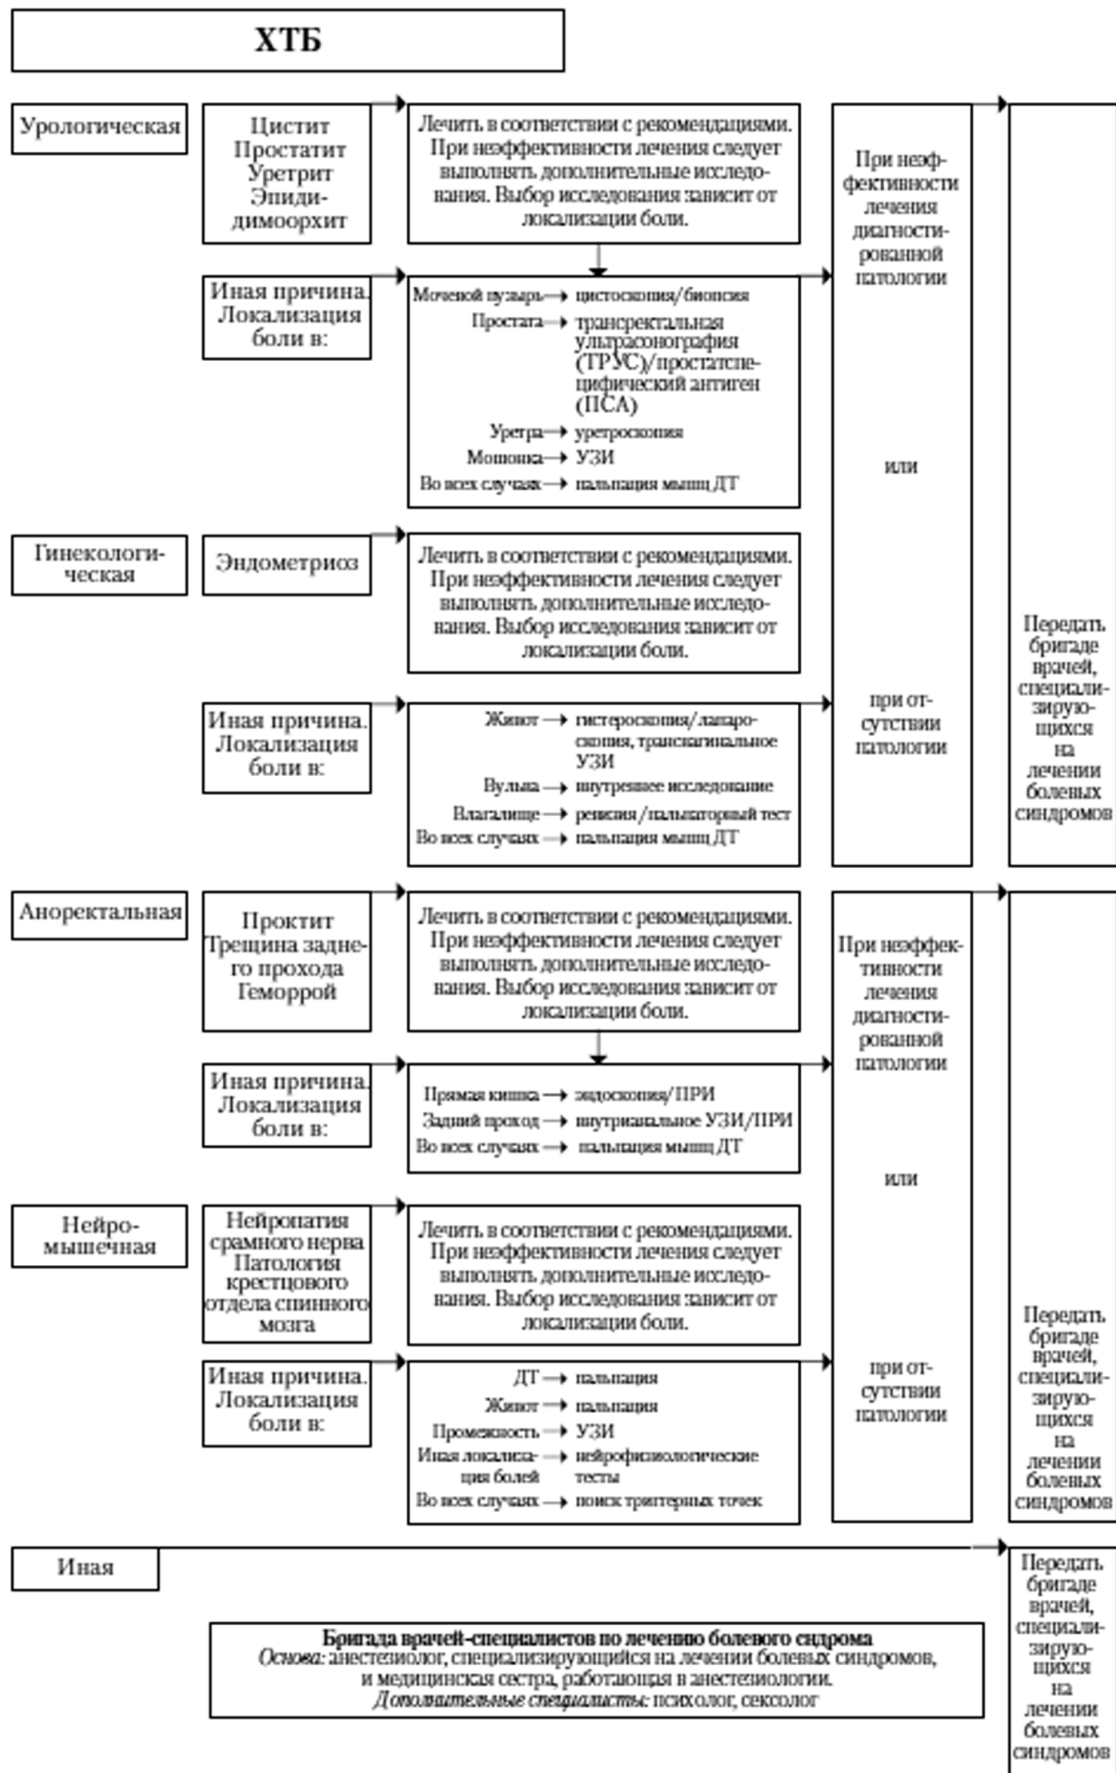 ХТБ
Урологическая
Цистит
Простатит
Уретрит
Эпиди-
димоорхит
Лечить в соответствии с рекомендациями.
При неэффективности лечения следует
выполнять дополнительные исследо-
вания. Выбор исследования зависит от
локализации боли.
При неэф-
фективности
лечения
диагности-
рованной
патологии
Иная причина.
Локализация
боли в:
Мочевой пузырь → цистоскопия/биопсия
Простата → трансректальная
ультрасонография
(ТРУС)/простатспе-
цифический антиген
(ПСА)
Уретра → уретроскопия
Мошонка → УЗИ
Во всех случаях → пальпация мышц ДТ
или
Гинекологи-
ческая
Эндометриоз
Лечить в соответствии с рекомендациями.
При неэффективности лечения следует
выполнять дополнительные исследо-
вания. Выбор исследования зависит от
локализации боли.
Иная причина.
Локализация
боли в:
Живот → гистероскопия/лапаро-
скопия, трансвагинальное
УЗИ
Вульва → внутреннее исследование
Влагалище → ревизия/пальпаторный тест
Во всех случаях → пальпация мышц ДТ
при от-
сутствии
патологии
Передать
бригаде
врачей,
специали-
зирую-
щихся
на
лечении
болевых
синдромов
Аноректальная
Проктит
Трещина задне-
го прохода
Геморрой
Лечить в соответствии с рекомендациями.
При неэффективности лечения следует
выполнять дополнительные исследо-
вания. Выбор исследования зависит от
локализации боли.
При неэффек-
тивности
лечения
диагности-
рованной
патологии
Иная причина.
Локализация
боли в:
Прямая кишка → эндоскопия/ПРИ
Задний проход → внутрианальное УЗИ/ПРИ
Во всех случаях → пальпация мышц ДТ
или
Нейро-
мышечная
Нейропатия
срамного нерва
Патология
крестцового
отдела спинного
мозга
Лечить в соответствии с рекомендациями.
При неэффективности лечения следует
выполнять дополнительные исследо-
вания. Выбор исследования зависит от
локализации боли.
Иная причина.
Локализация
боли в:
ДТ → пальпация
Живот → пальпация
Промежность → УЗИ
Иная локализа- → нейрофизиологические
ция болей тесты
Во всех случаях → поиск триггерных точек
при от-
сутствии
патологии
Передать
бригаде
врачей,
специали-
зирую-
щихся
на
лечении
болевых
синдромов
Иная
Передать
бригаде
врачей,
специали-
зирую-
щихся
на
лечении
болевых
синдромов
Бригада врачей-специалистов по лечению болевого сндрома
Основа: анестезиолог, специализирующийся на лечении болевых синдромов,
и медицинская сестра, работающая в анестезиологии.
Дополнительные специалисты: психолог, сексолог